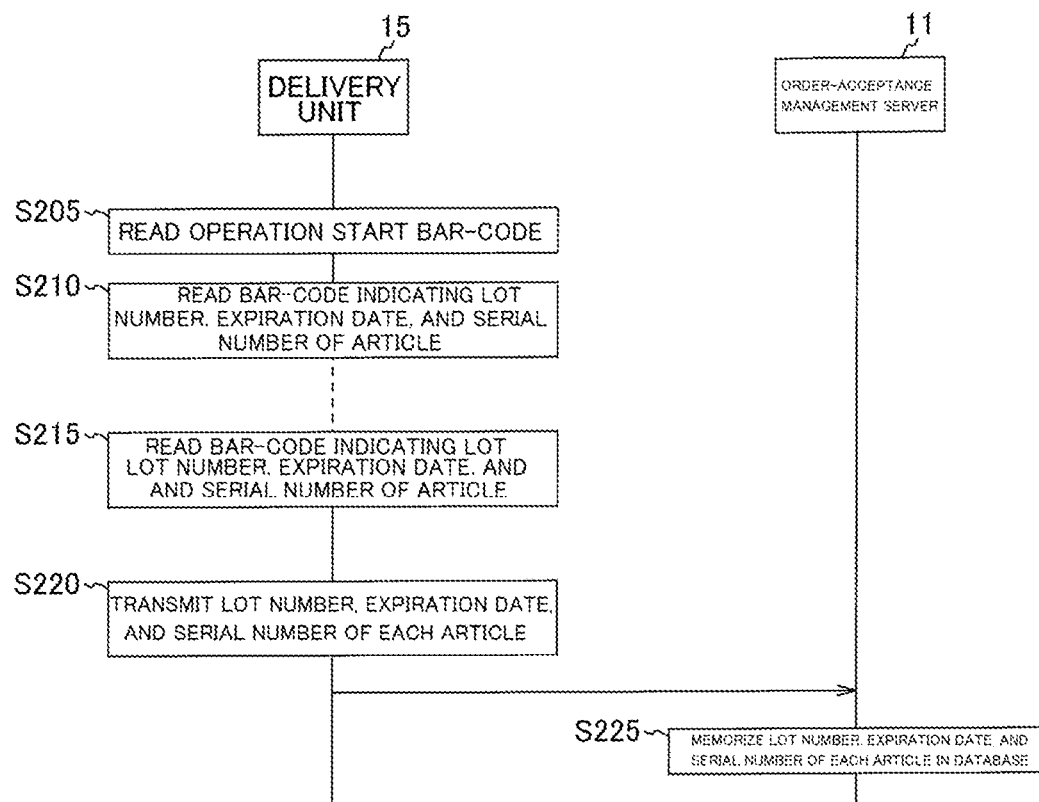 15
11
DELIVERY
UNIT
ORDER-ACCEPTANCE
MANAGEMENT SERVER
S205
READ OPERATION START BAR-CODE
S210
READ BAR-CODE INDICATING LOT
NUMBER, EXPIRATION DATE, AND SERIAL
NUMBER OF ARTICLE
S215
READ BAR-CODE INDICATING LOT
LOT NUMBER, EXPIRATION DATE, AND
AND SERIAL NUMBER OF ARTICLE
S220
TRANSMIT LOT NUMBER, EXPIRATION DATE,
AND SERIAL NUMBER OF EACH ARTICLE
S225
MEMORIZE LOT NUMBER, EXPIRATION DATE, AND
SERIAL NUMBER OF EACH ARTICLE IN DATABASE